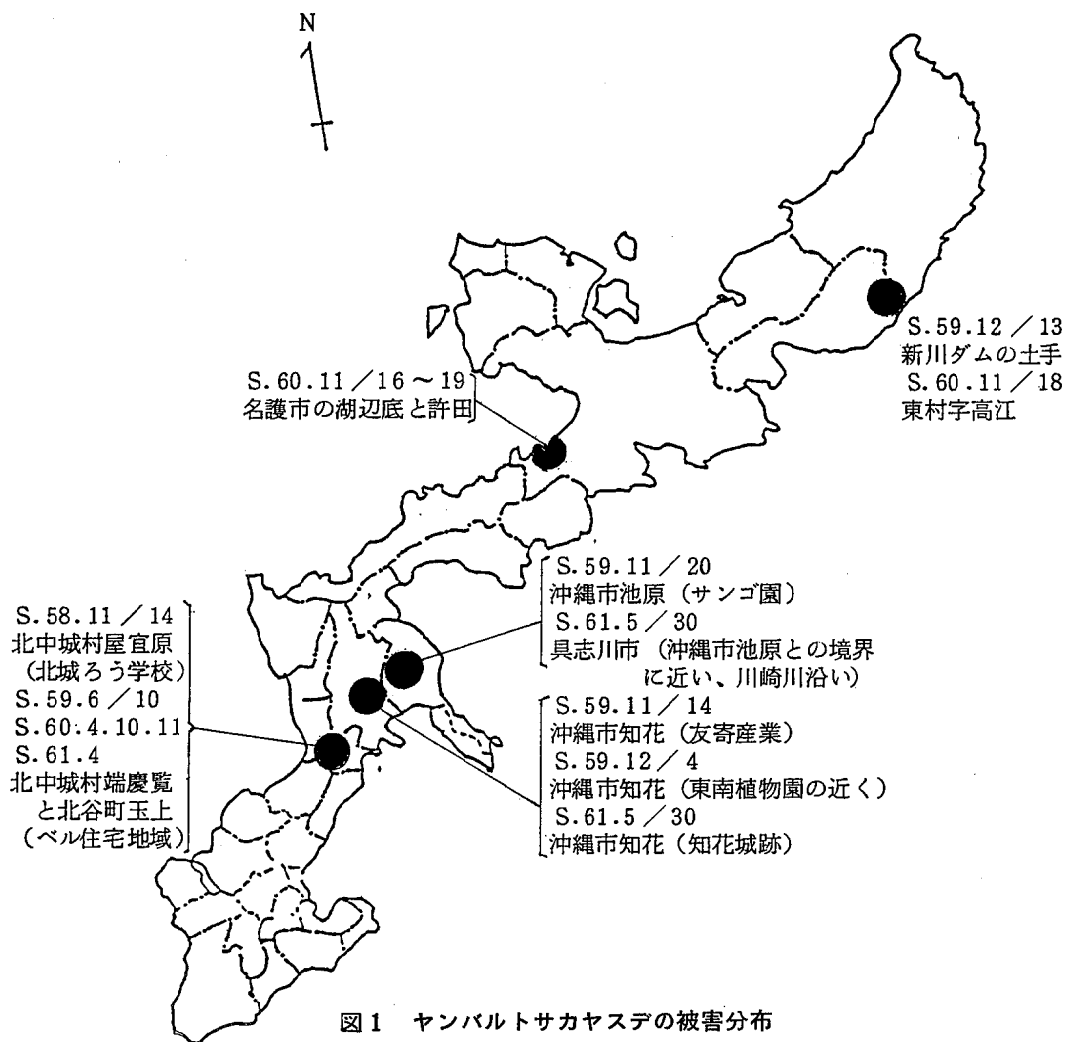 N
S.59.12／13
新川ダムの土手
S.60.11／18
東村字高江
S.60.11／16～19
名護市の湖辺底と許田
S.59.11／20
沖縄市池原（サンゴ園）
S.61.5／30
具志川市（沖縄市池原との境界
に近い、川崎川沿い）
S.59.11／14
沖縄市知花（友寄産業）
S.59.12／4
沖縄市知花（東南植物園の近く）
S.61.5／30
沖縄市知花（知花城跡）
S.58.11／14
北中城村屋宜原
（北城ろう学校）
S.59.6／10
S.60.4.10.11
S.61.4
北中城村端慶覧
と北谷町玉上
（ベル住宅地域）
図1　ヤンバルトサカヤスデの被害分布